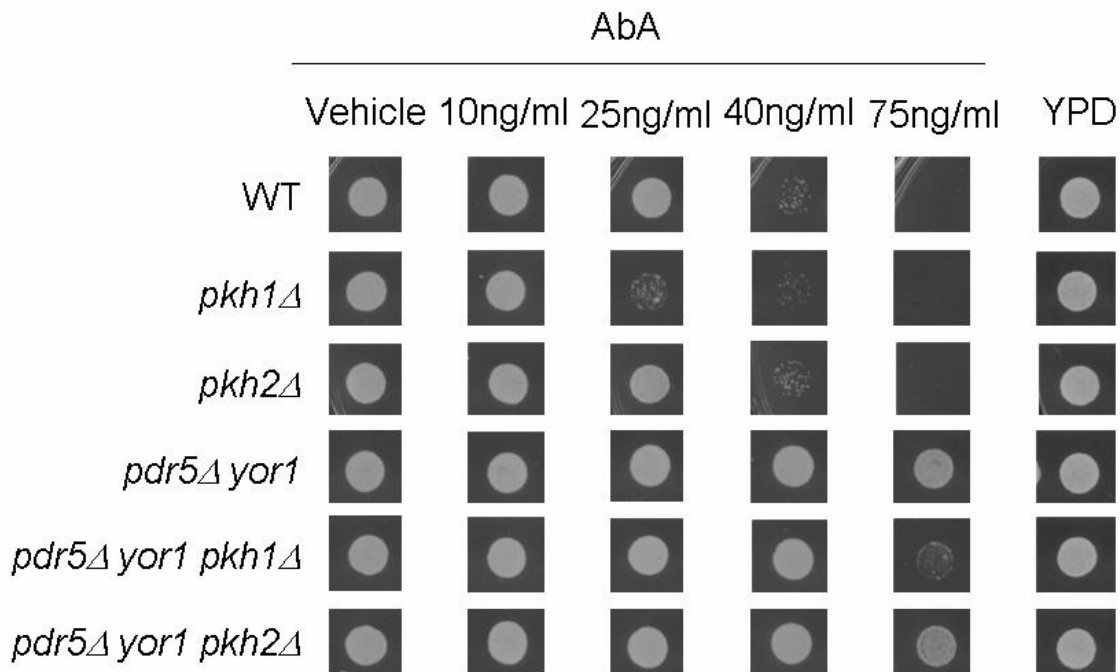 AbA
Vehicle 10ng/ml 25ng/ml 40ng/ml 75ng/ml YPD
WT
pkh1Δ
pkh2Δ
pdr5Δ yor1
pdr5Δ yor1 pkh1Δ
pdr5Δ yor1 pkh2Δ